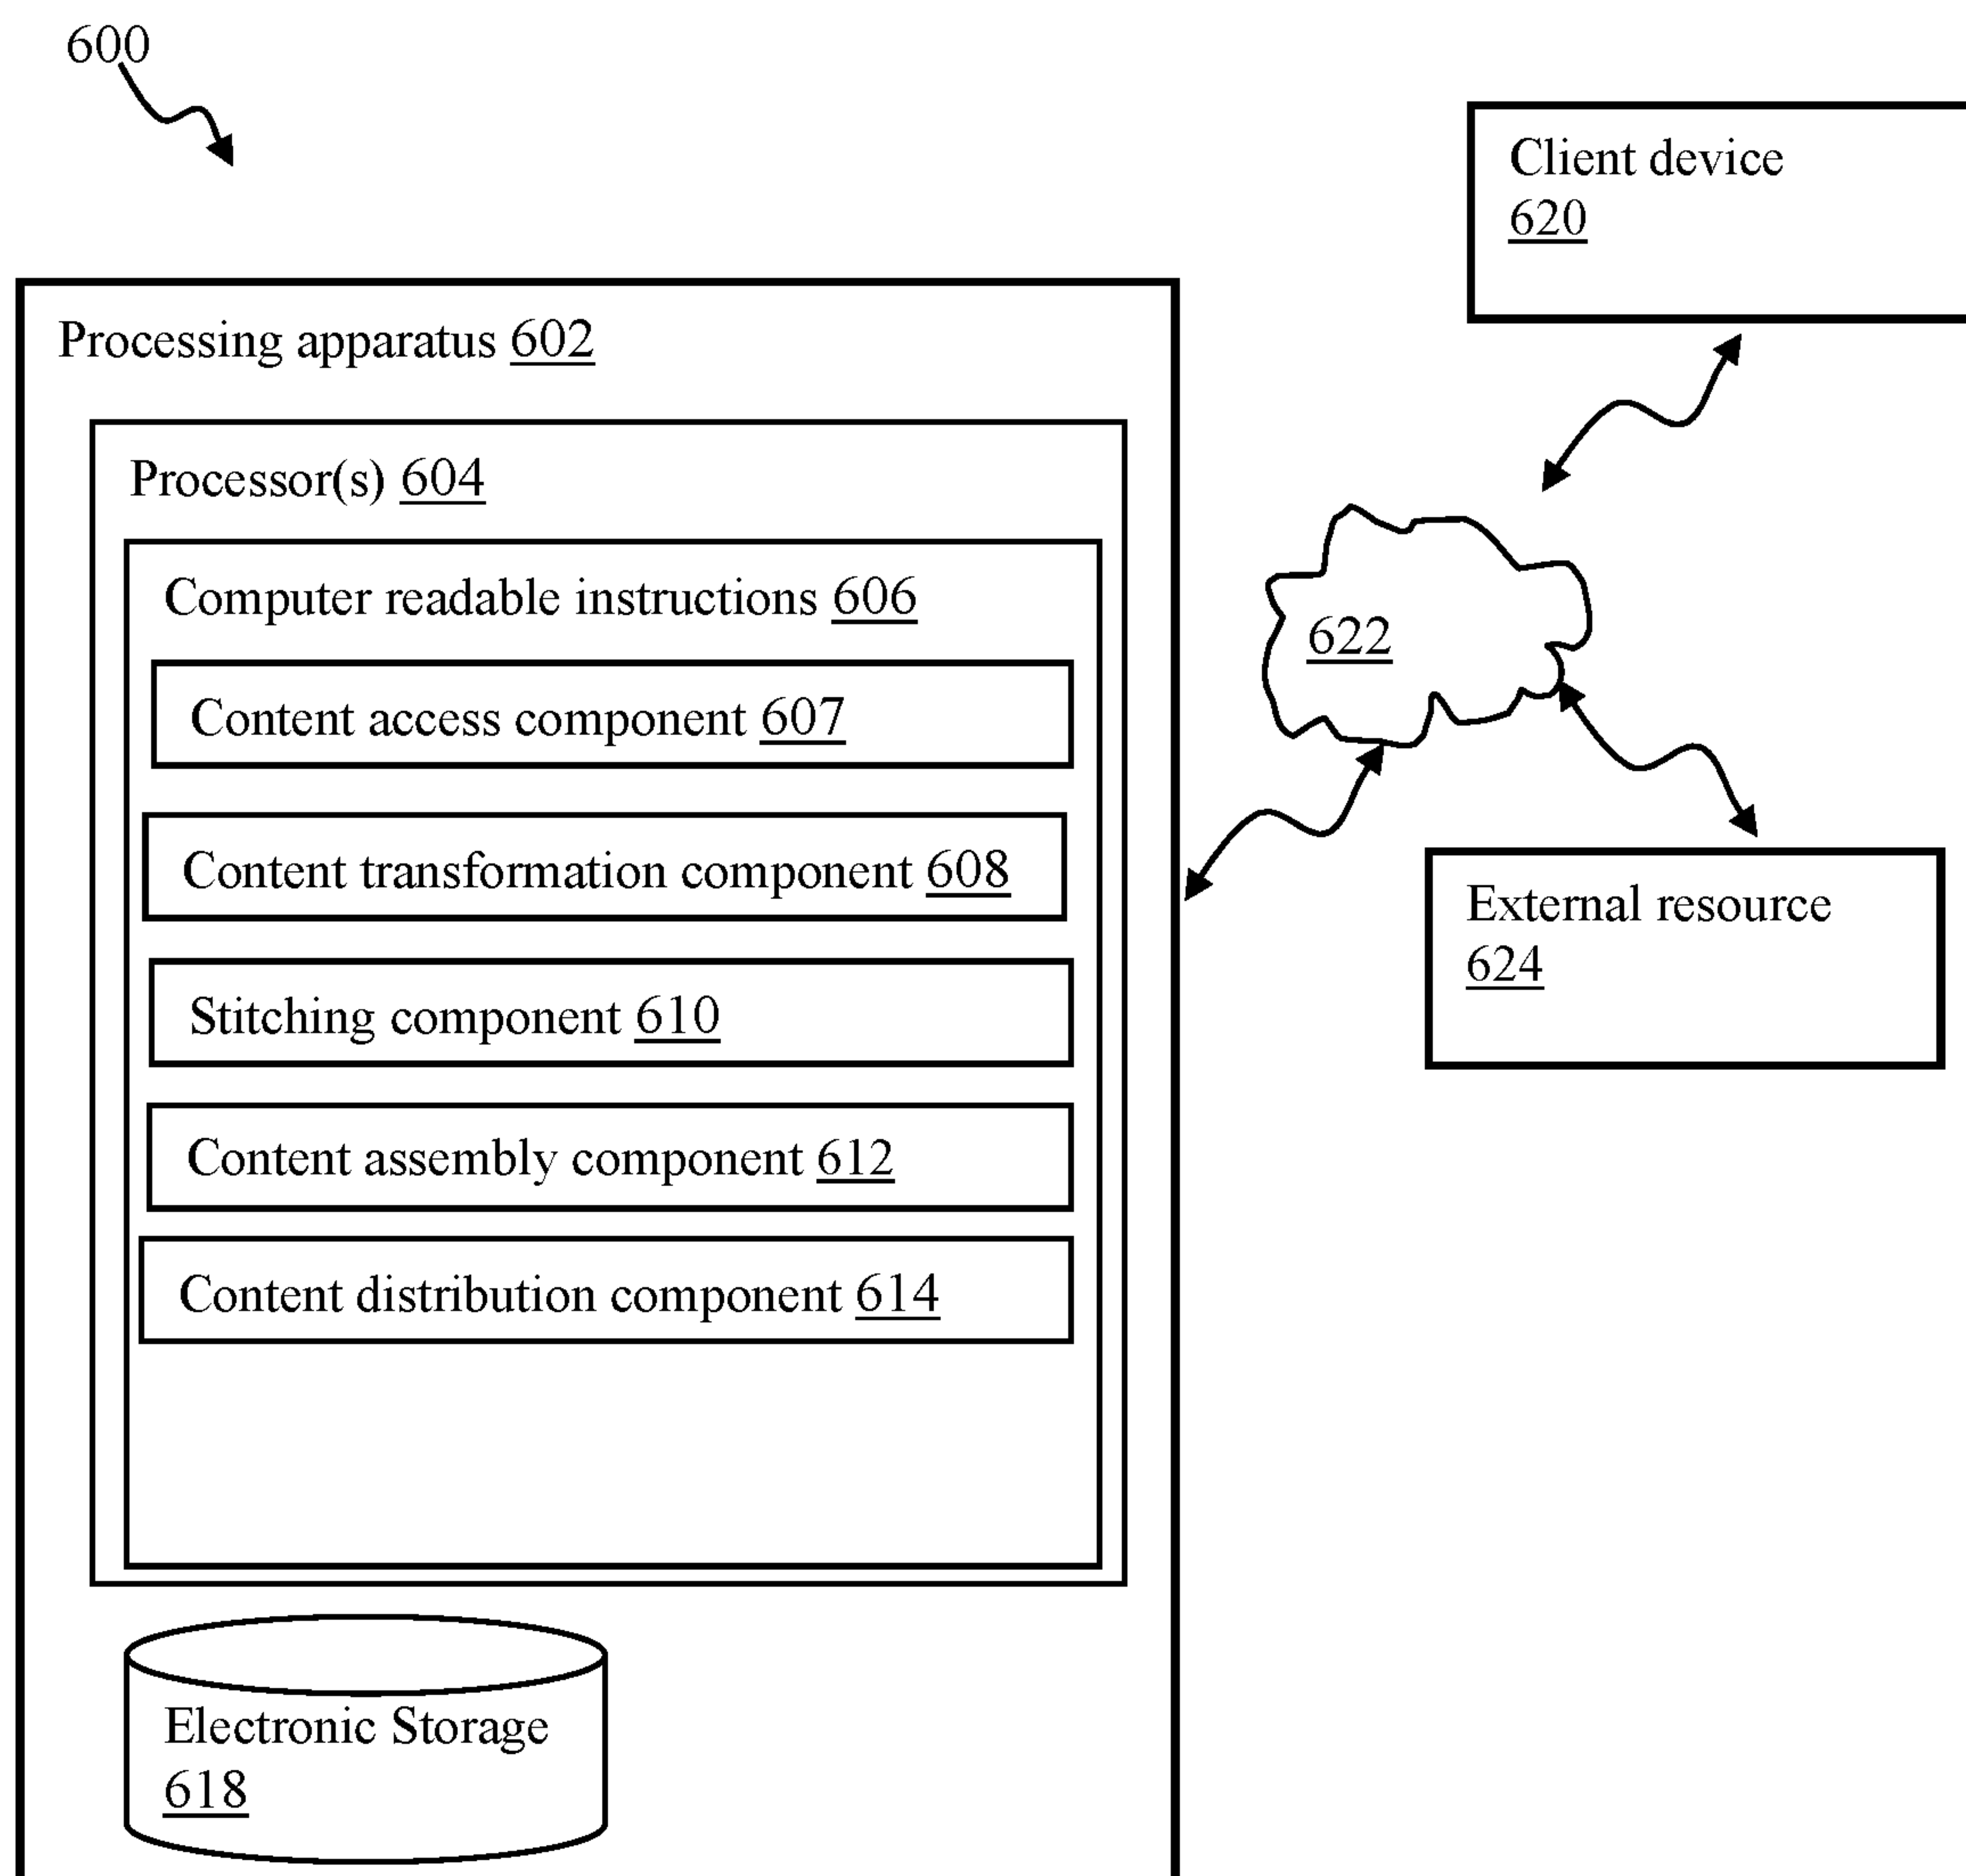 600
Client device
620
Processing apparatus 602
Processor(s) 604
Computer readable instructions 606
622
Content access component 607
Content transformation component 608
External resource
624
Stitching component 610
Content assembly component 612
Content distribution component 614
Electronic Storage
618